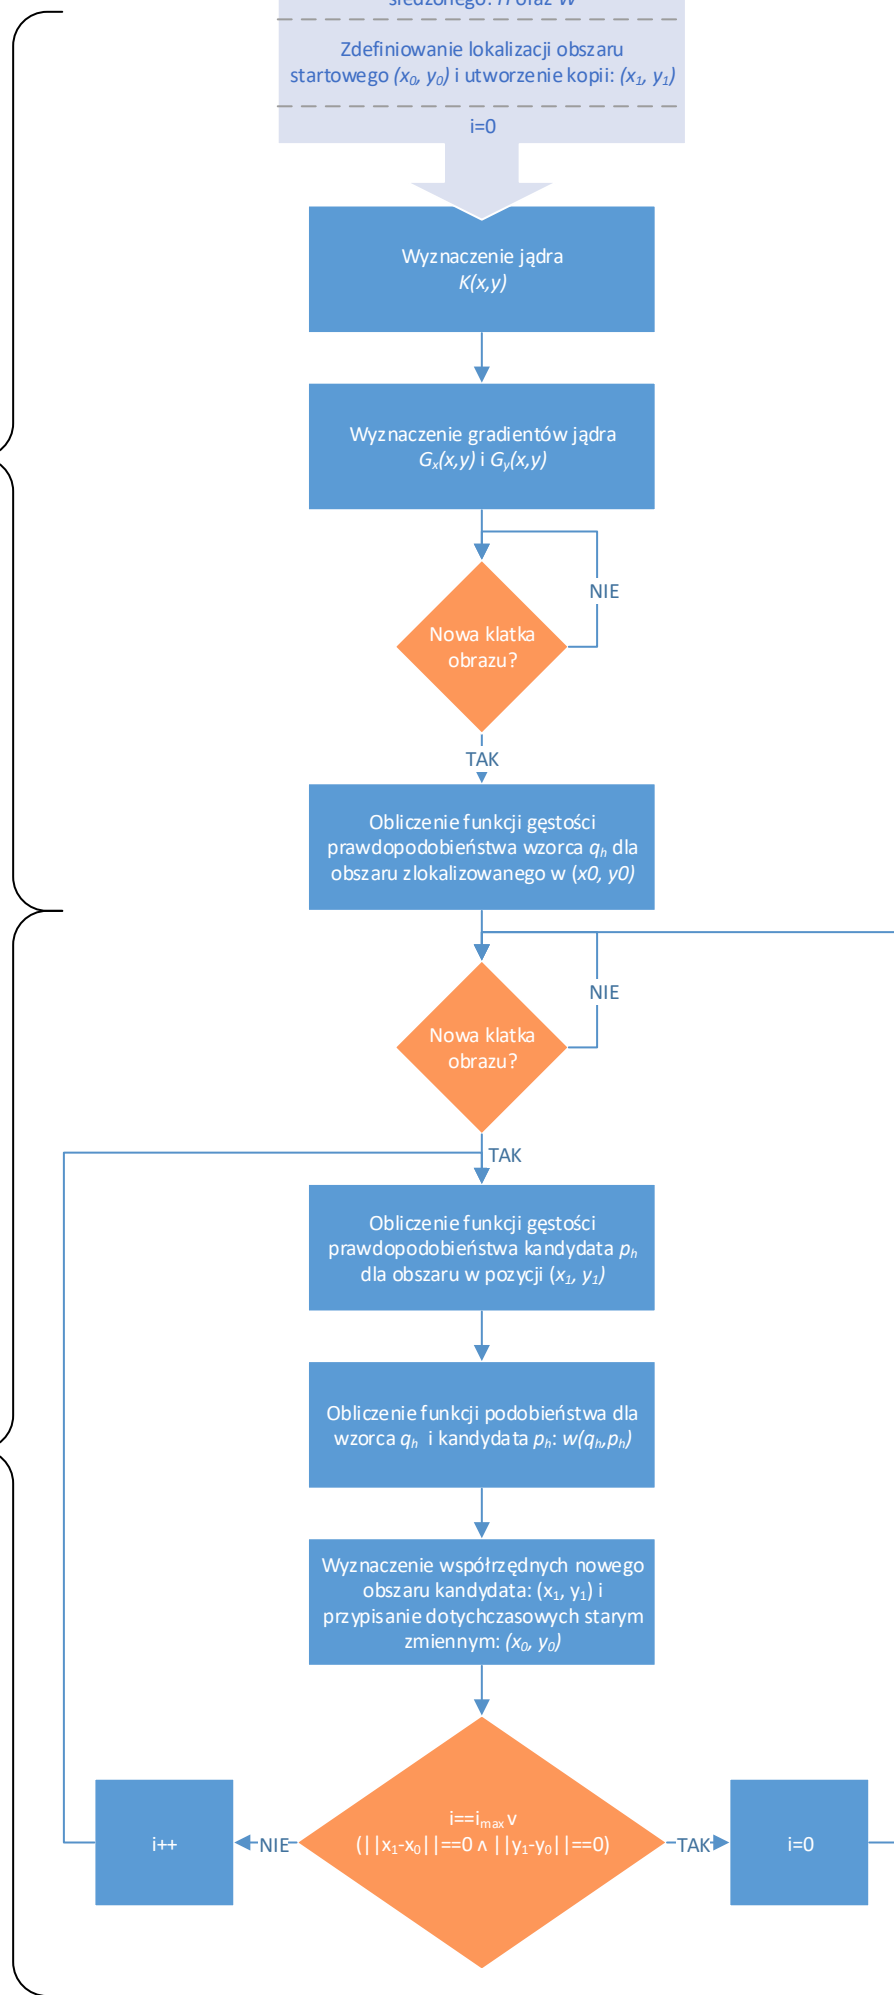 śledzonego: H oraz W
Zdefiniowanie lokalizacji obszaru
startowego (x₀, y₀) i utworzenie kopii: (x₁, y₁)
i=0
Wyznaczenie jądra
K(x,y)
Wyznaczenie gradientów jądra
Gₓ(x,y) i Gᵧ(x,y)
NIE
Nowa klatka
obrazu?
TAK
Obliczenie funkcji gęstości
prawdopodobieństwa wzorca qₕ dla
obszaru zlokalizowanego w (x0, y0)
NIE
Nowa klatka
obrazu?
TAK
Obliczenie funkcji gęstości
prawdopodobieństwa kandydata pₕ
dla obszaru w pozycji (x₁, y₁)
Obliczenie funkcji podobieństwa dla
wzorca qₕ i kandydata pₕ: w(qₕ,pₕ)
Wyznaczenie współrzędnych nowego
obszaru kandydata: (x₁, y₁) i
przypisanie dotychczasowych starym
zmiennym: (x₀, y₀)
i==iₘₐₓ ∨
(||x₁-x₀||==0 ∧ ||y₁-y₀||==0)
i++
NIE
TAK
i=0